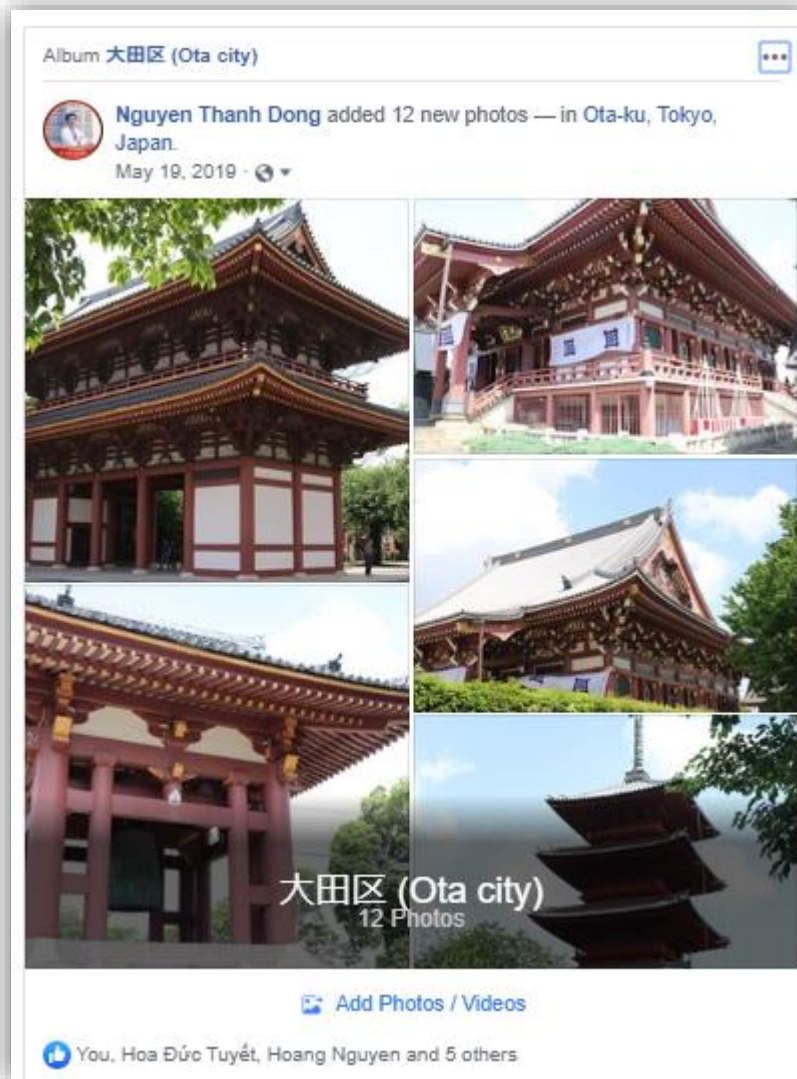 Album 大田区 (Ota city)
Nguyen Thanh Dong added 12 new photos — in Ota-ku, Tokyo,
Japan.
May 19, 2019 ·
大田区 (Ota city)
12 Photos
Add Photos / Videos
You, Hoa Đức Tuyết, Hoang Nguyen and 5 others